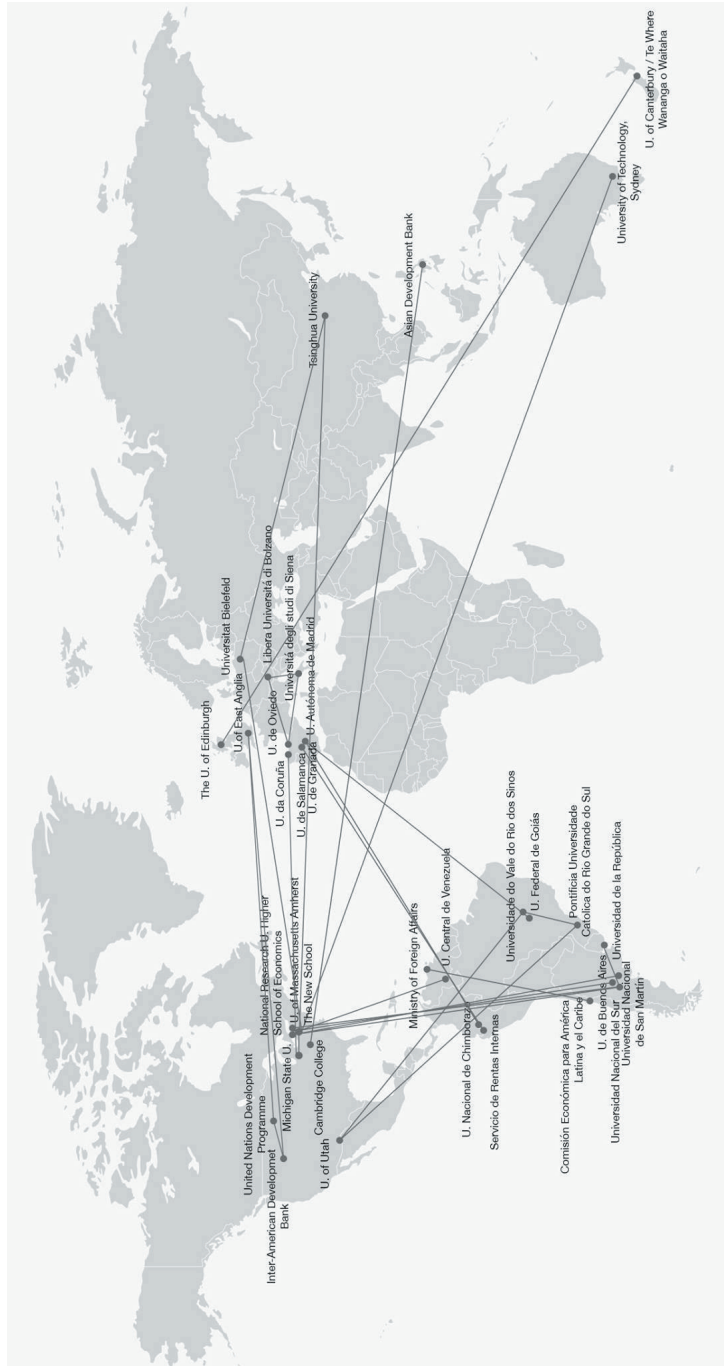 The U. of Edinburgh
U.of East Anglia
Universitat Bielefeld
U. de Oviedo
Libera Universitá di Bolzano
Universitá degli studi di Siena
U. da Coruña
U. de Salamanca
U. de Granada
U. Autónoma de Madrid
Tsinghua University
Asian Development Bank
University of Technology,
Sydney
U. of Canterbury / Te Where
Wananga o Waitaha
United Nations Development
Programme
Inter-American Developmet
Bank
National Research U. Higher
School of Economics
Michigan State U.
U. of Massachusetts Amherst
The New School
Cambridge College
U. of Utah
Ministry of Foreign Affairs
U. Central de Venezuela
U. Nacional de Chimborazo
Servicio de Rentas Internas
Universidade do Vale do Rio dos Sinos
U. Federal de Goiás
Pontificia Universidade
Catolica do Rio Grande do Sul
Comisión Económica para América
Latina y el Caribe
U. de Buenos Aires
Universidad Nacional del Sur
Universidad Nacional
de San Martín
Universidad de la República